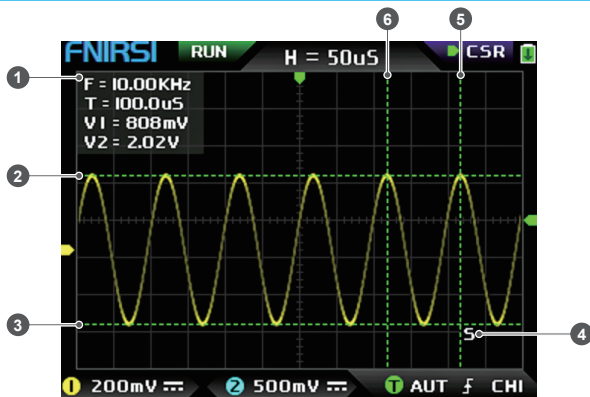 6 5
FNIRSI RUN H = 50uS CSR
1
F = 10.00KHz
T = 100.0uS
V1 = 808mV
V2 = 2.02V
2
3
S 4
1 200mV 2 500mV T AUT CH1